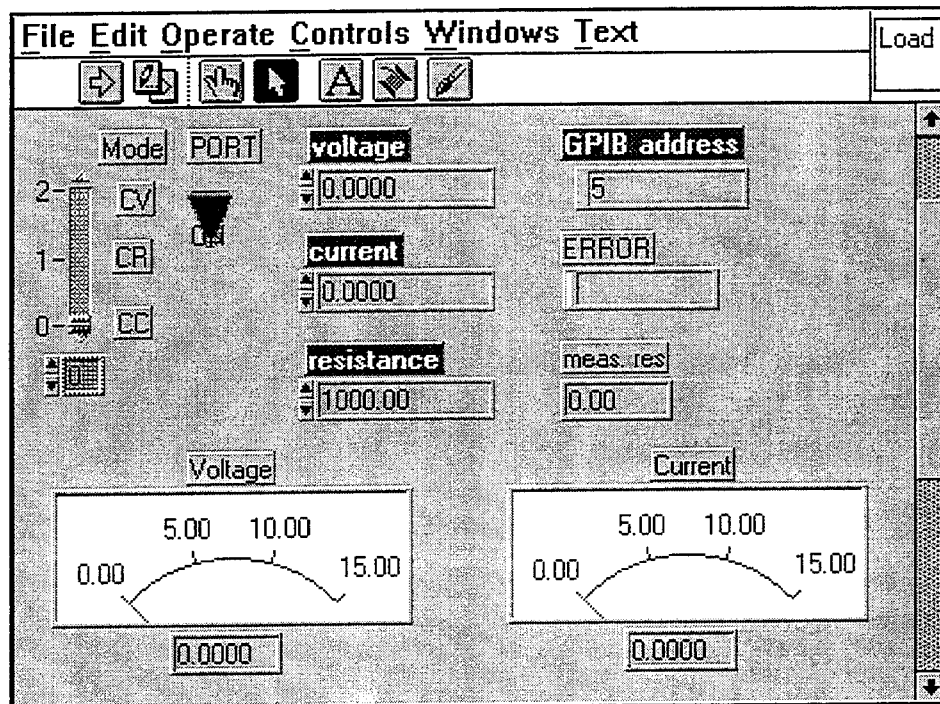 File Edit Operate Controls Windows Text
Load
A
Mode PORT voltage GPIB address
2 CV 0.0000 5
1 CR current ERROR
0.0000
0 CC resistance meas. res
0 1000.00 0.00
Voltage Current
5.00 10.00 5.00 10.00
0.00 15.00 0.00 15.00
0.0000 0.0000